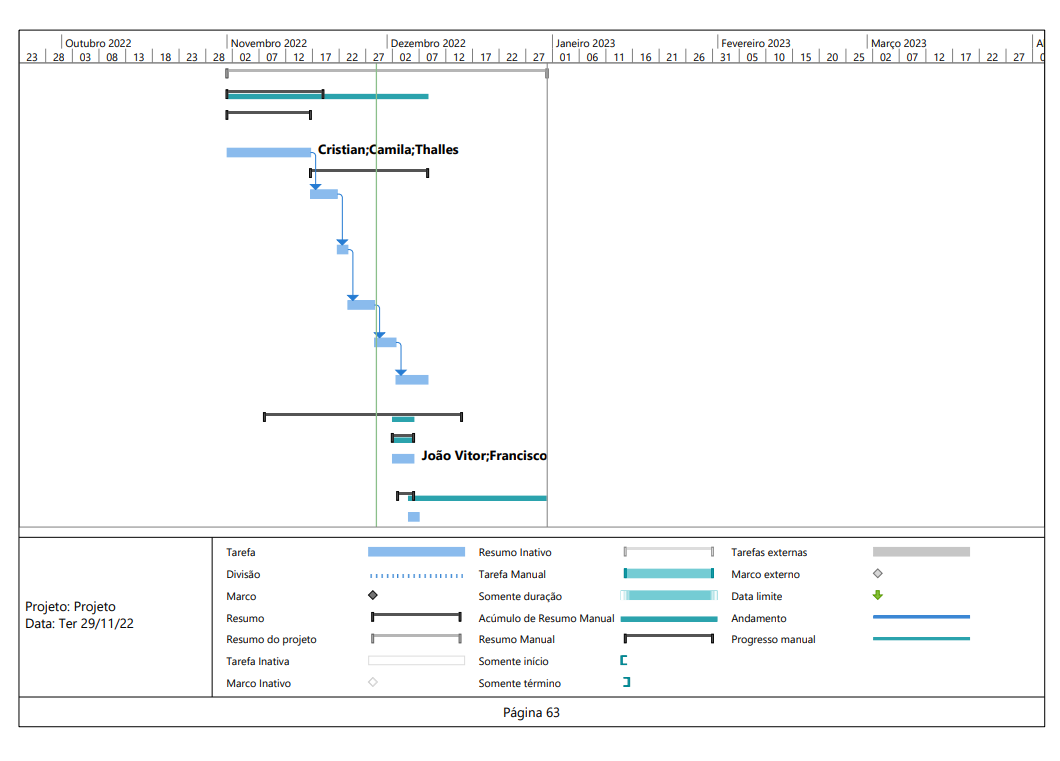 Outubro 2022 Novembro 2022 Dezembro 2022 Janeiro 2023 Fevereiro 2023 Março 2023 A
23 28 03 08 13 18 23 28 02 07 12 17 22 27 02 07 12 17 22 27 01 06 11 16 21 26 31 05 10 15 20 25 02 07 12 17 22 27 0
Cristian;Camila;Thalles
João Vitor;Francisco
Tarefa Resumo Inativo Tarefas externas
Divisão Tarefa Manual Marco externo
Marco Somente duração Data limite
Resumo Acúmulo de Resumo Manual Andamento
Resumo do projeto Resumo Manual Progresso manual
Tarefa Inativa Somente início
Marco Inativo Somente término
Projeto: Projeto
Data: Ter 29/11/22
Página 63